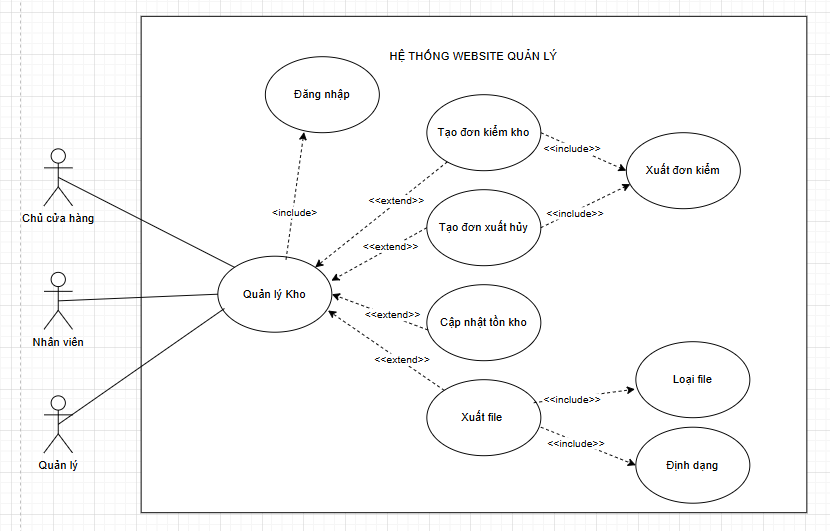 HỆ THỐNG WEBSITE QUẢN LÝ
Đăng nhập
Tạo đơn kiểm kho
<<include>>
Xuất đơn kiểm
<<extend>>
<include>
Chủ cửa hàng
<<include>>
Tạo đơn xuất hủy
<<extend>>
Quản lý Kho
<<extend>>
Cập nhật tồn kho
Nhân viên
<<extend>>
Loại file
<<include>>
Xuất file
<<include>>
Quản lý
Định dạng